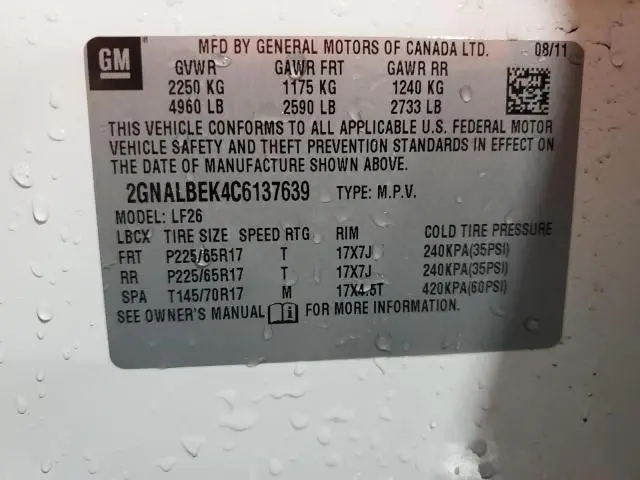 GM MFD BY GENERAL MOTORS OF CANADA LTD. 08/11
GVWR GAWR FRT GAWR RR
2250 KG 1175 KG 1240 KG
4960 LB 2590 LB 2733 LB
THIS VEHICLE CONFORMS TO ALL APPLICABLE U.S. FEDERAL MOTOR
VEHICLE SAFETY AND THEFT PREVENTION STANDARDS IN EFFECT ON
THE DATE OF MANUFACTURE SHOWN ABOVE.
2GNALBEK4C6137639 TYPE: M.P.V.
MODEL: LF26
LBCX TIRE SIZE SPEED RTG RIM COLD TIRE PRESSURE
FRT P225/65R17 T 17X7J 240KPA(35PSI)
RR P225/65R17 T 17X7J 240KPA(35PSI)
SPA T145/70R17 M 17X4.5T 420KPA(60PSI)
SEE OWNER'S MANUAL FOR MORE INFORMATION.